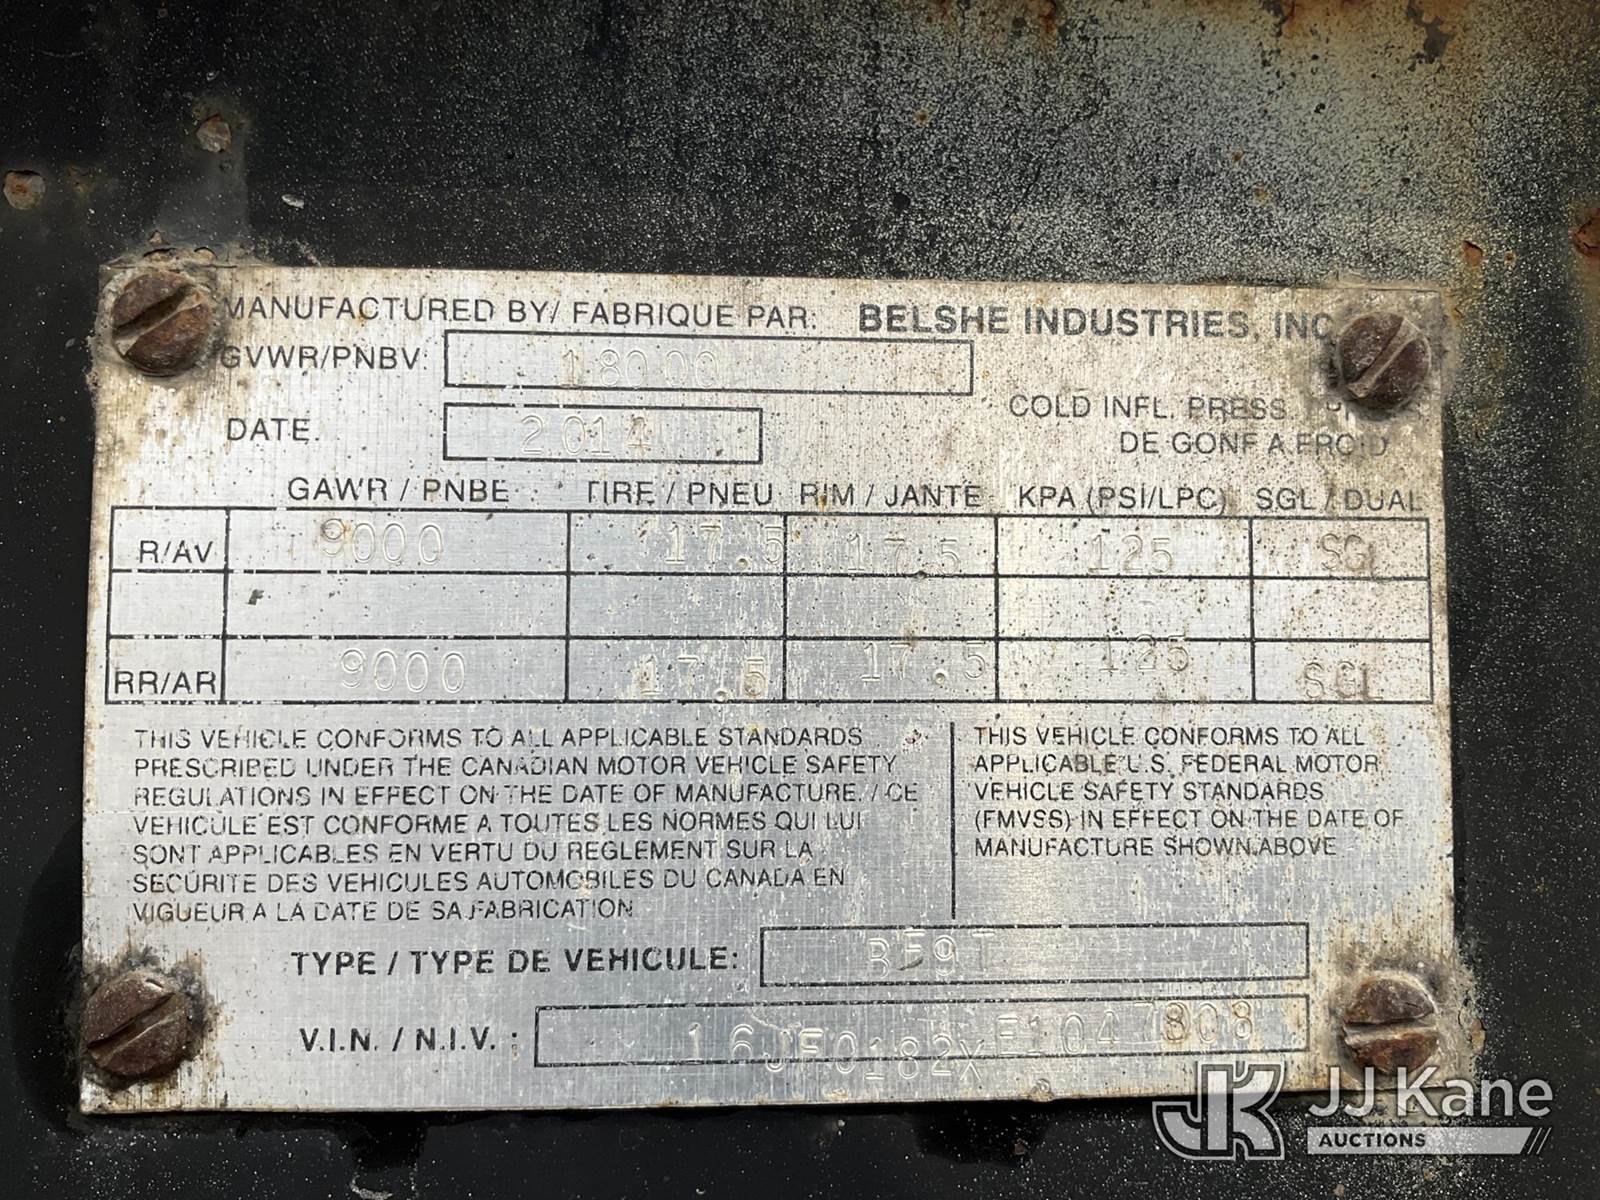 MANUFACTURED BY/ FABRIQUE PAR: BELSHE INDUSTRIES, INC.
GVWR/PNBV: 18000
COLD INFL. PRESS.
DATE. 2014
DE GONF A FROID
GAWR / PNBE TIRE / PNEU RIM / JANTE KPA (PSI/LPC) SGL / DUAL
R/AV 9000 17.5 17.5 125 SGL
RR/AR 9000 17.5 17.5 125 SGL
THIS VEHICLE CONFORMS TO ALL APPLICABLE STANDARDS
PRESCRIBED UNDER THE CANADIAN MOTOR VEHICLE SAFETY
REGULATIONS IN EFFECT ON THE DATE OF MANUFACTURE. / CE
VEHICULE EST CONFORME A TOUTES LES NORMES QUI LUI
SONT APPLICABLES EN VERTU DU REGLEMENT SUR LA
SECURITE DES VEHICULES AUTOMOBILES DU CANADA EN
VIGUEUR A LA DATE DE SA FABRICATION
THIS VEHICLE CONFORMS TO ALL
APPLICABLE U.S. FEDERAL MOTOR
VEHICLE SAFETY STANDARDS
(FMVSS) IN EFFECT ON THE DATE OF
MANUFACTURE SHOWN ABOVE
TYPE / TYPE DE VEHICULE: B59T
V.I.N. / N.I.V. : 16JF0182XE1047808
JK JJ Kane
AUCTIONS